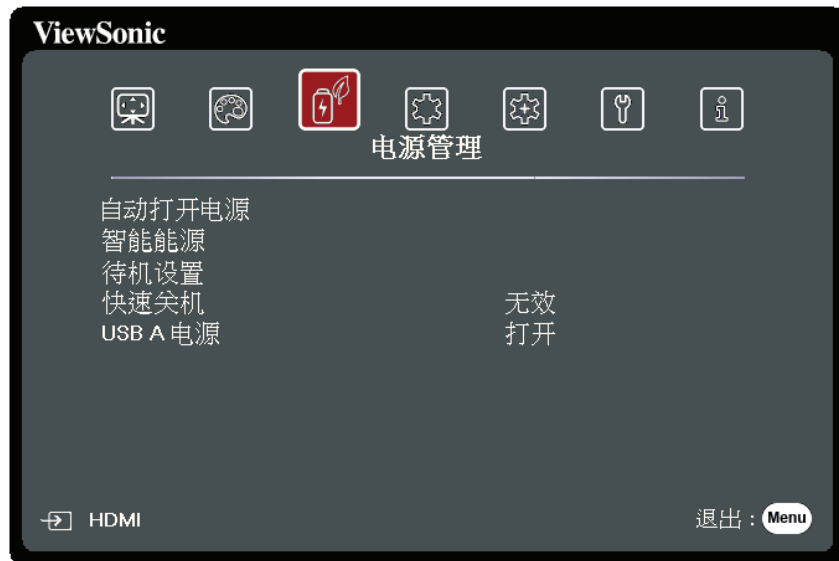 ViewSonic
电源管理
自动打开电源
智能能源
待机设置
快速关机 无效
USB A 电源 打开
HDMI 退出 : Menu